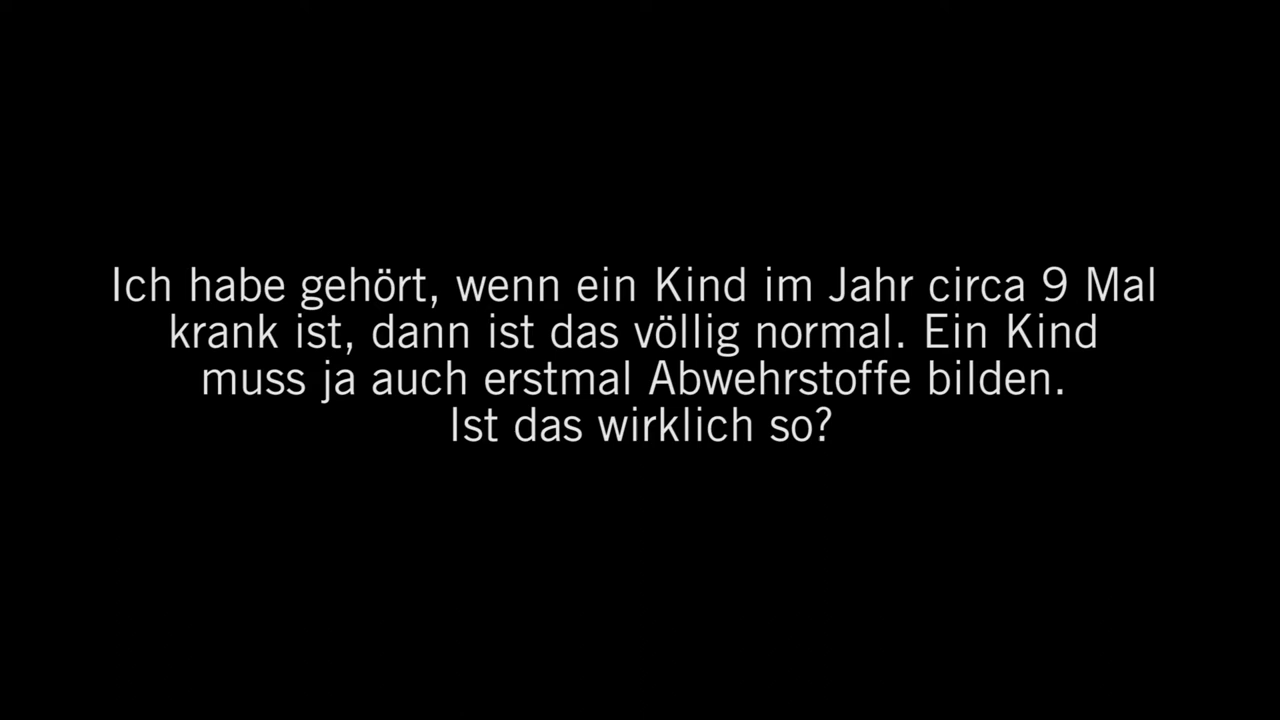 Ich habe gehört, wenn ein Kind im Jahr circa 9 Mal
krank ist, dann ist das völlig normal. Ein Kind
muss ja auch erstmal Abwehrstoffe bilden.
Ist das wirklich so?